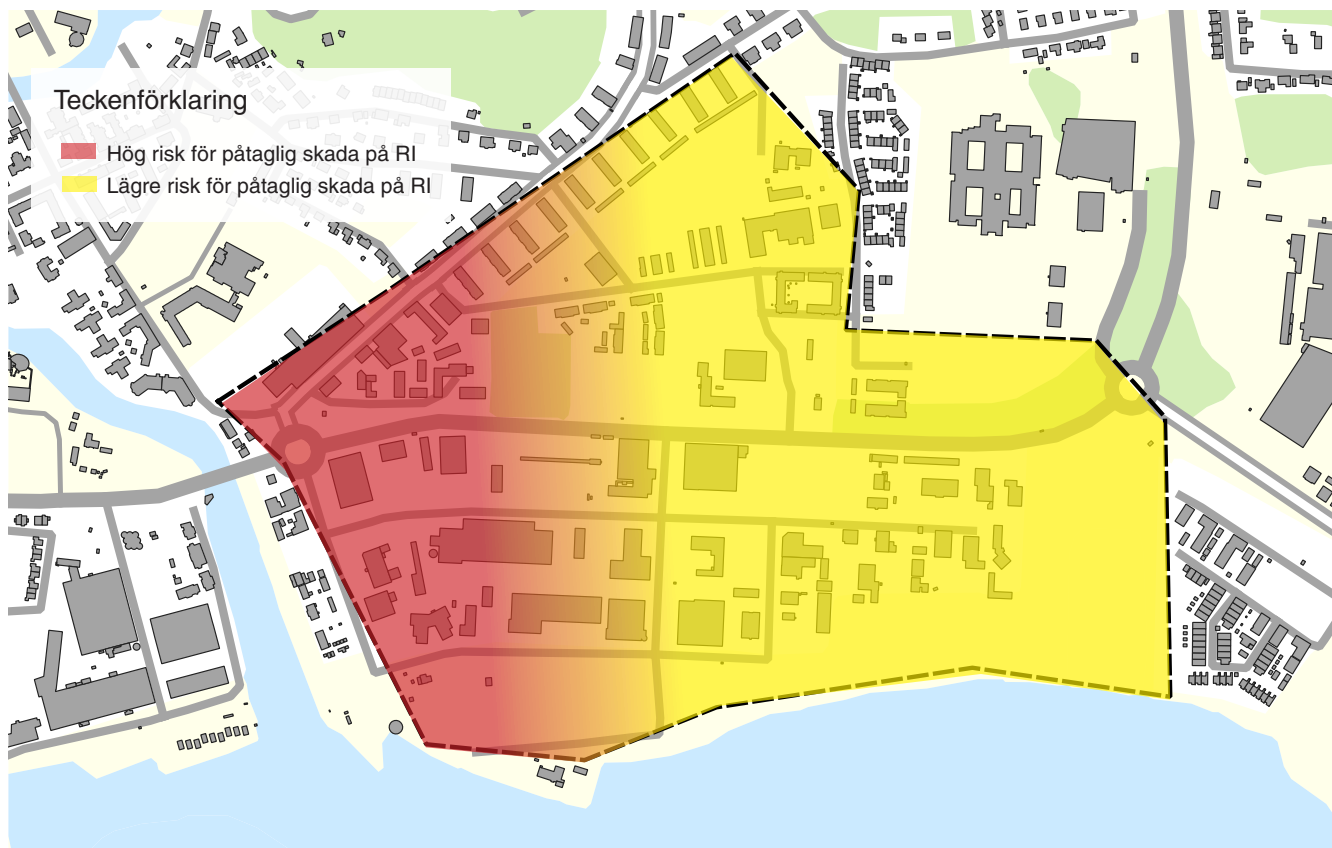 Teckenförklaring
Hög risk för påtaglig skada på RI
Lägre risk för påtaglig skada på RI